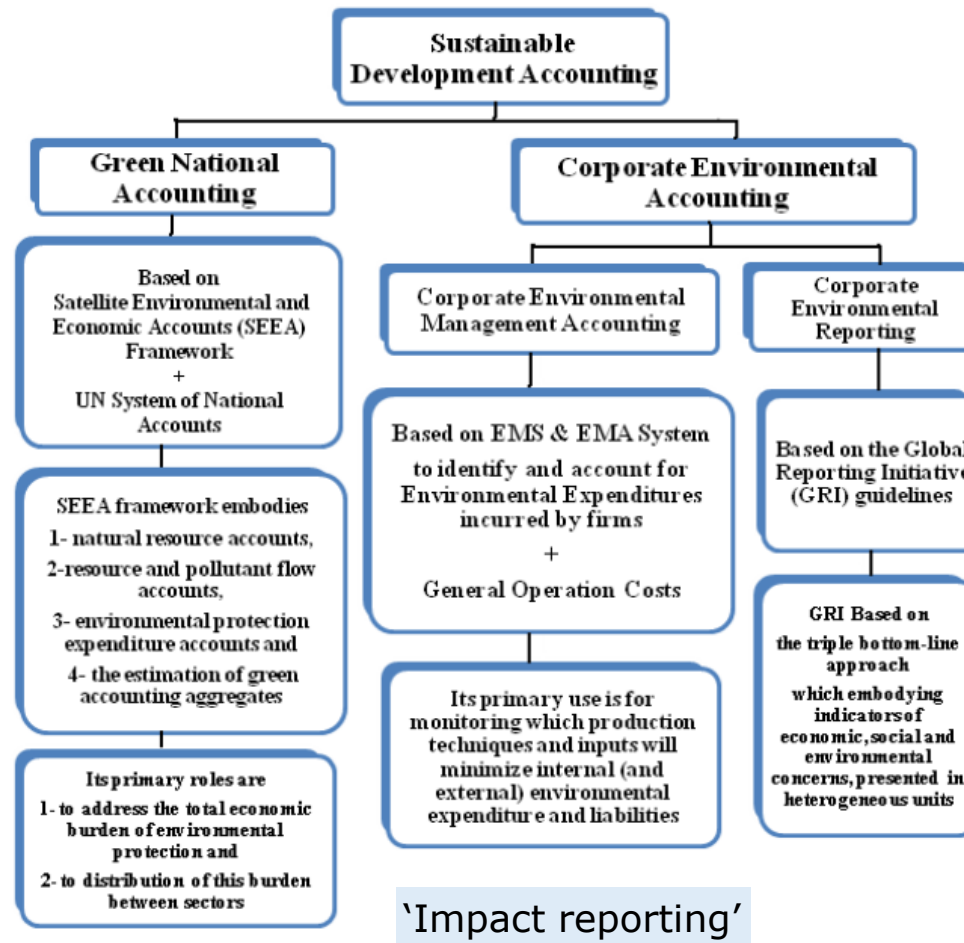 Sustainable
Development Accounting
Green National
Accounting
Corporate Environmental
Accounting
Based on
Satellite Environmental and
Economic Accounts (SEEA)
Framework
+
UN System of National
Accounts
Corporate Environmental
Management Accounting
Corporate
Environmental
Reporting
Based on EMS & EMA System
to identify and account for
Environmental Expenditures
incurred by firms
+
General Operation Costs
Based on the Global
Reporting Initiative
(GRI) guidelines
SEEA framework embodies
1- natural resource accounts,
2-resource and pollutant flow
accounts,
3- environmental protection
expenditure accounts and
4- the estimation of green
accounting aggregates
Its primary use is for
monitoring which production
techniques and inputs will
minimize internal (and
external) environmental
expenditure and liabilities
GRI Based on
the triple bottom-line
approach
which embodying
indicators of
economic, social and
environmental
concerns, presented in
heterogeneous units
Its primary roles are
1- to address the total economic
burden of environmental
protection and
2- to distribution of this burden
between sectors
‘Impact reporting’